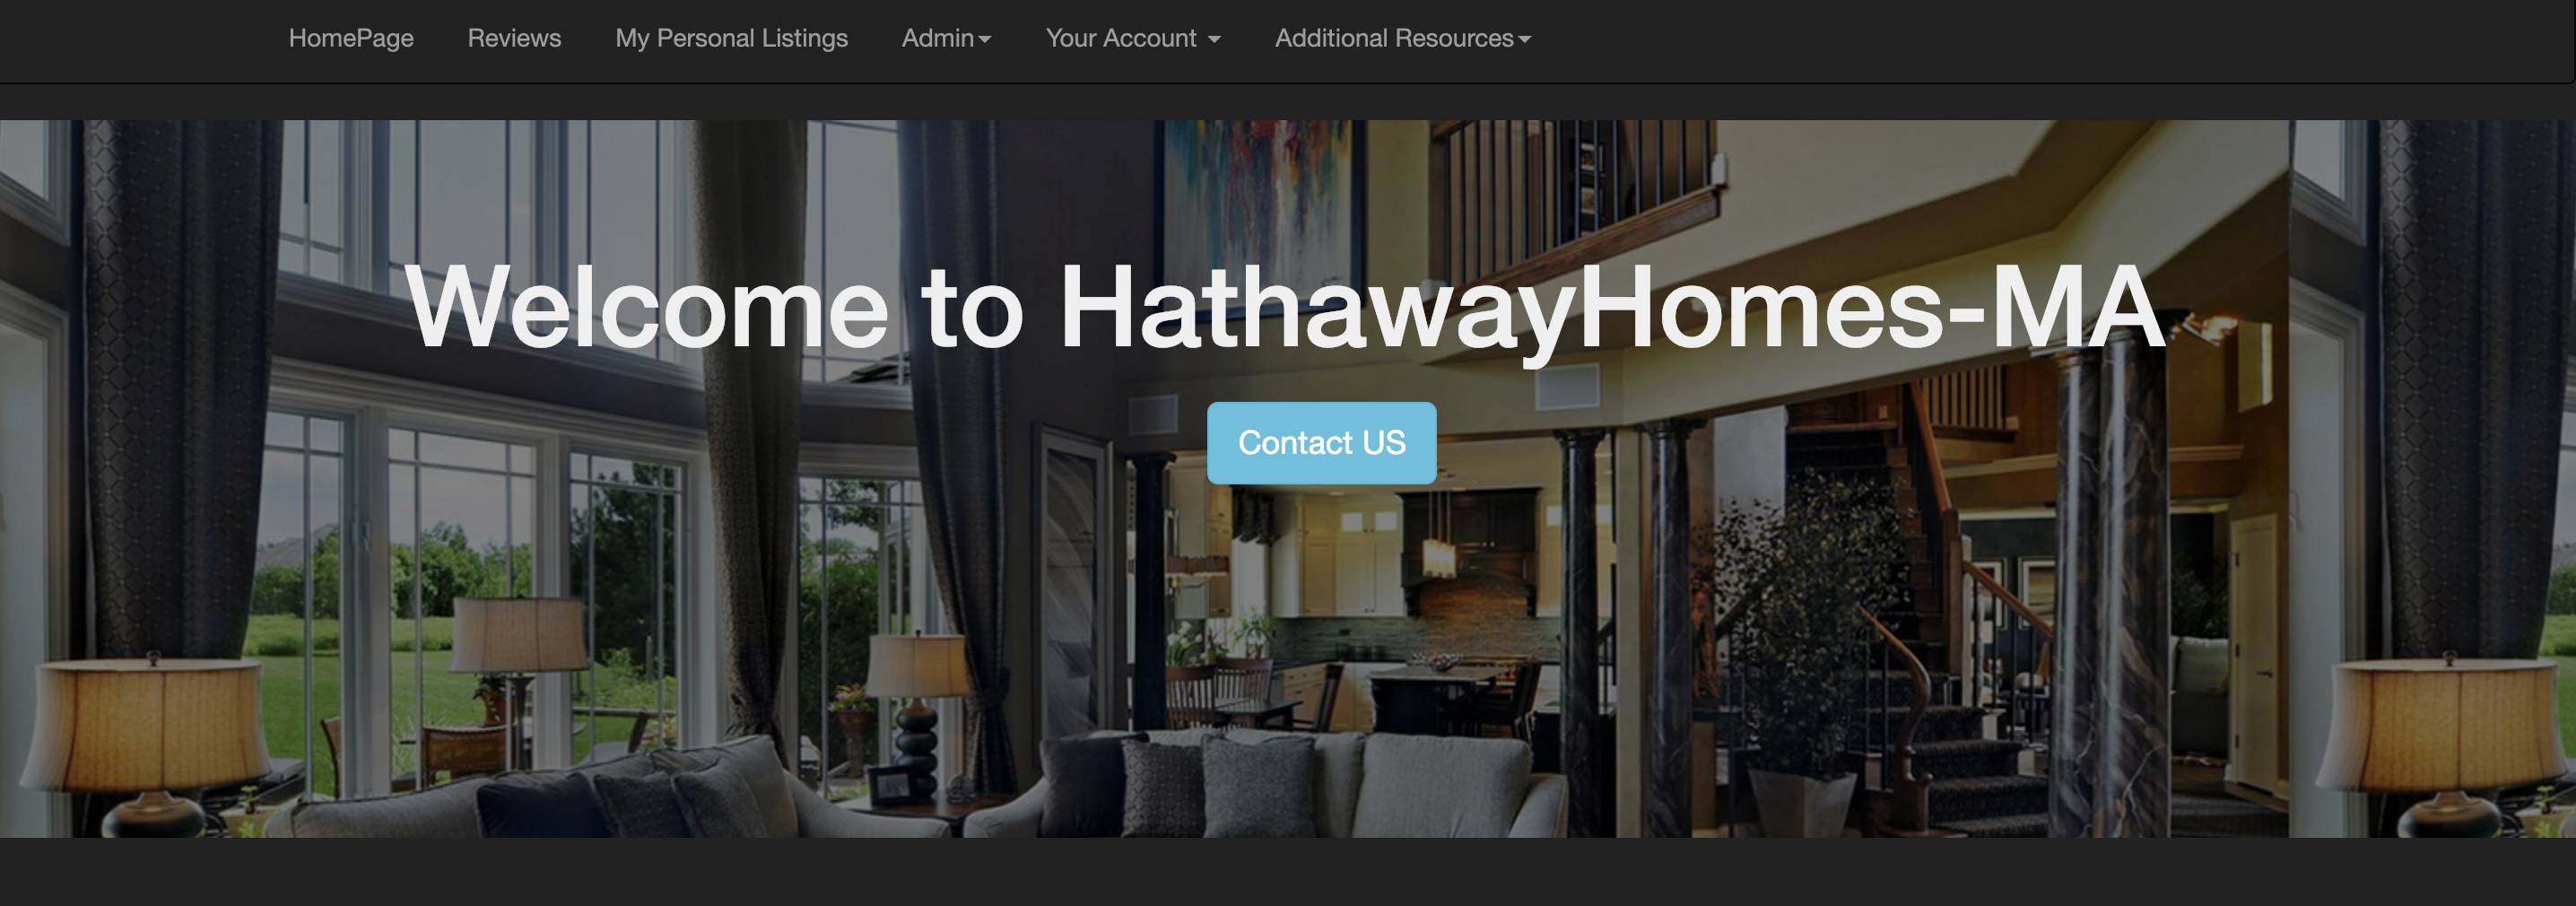 HomePage Reviews My Personal Listings Admin Your Account Additional Resources
Welcome to HathawayHomes-MA
Contact US